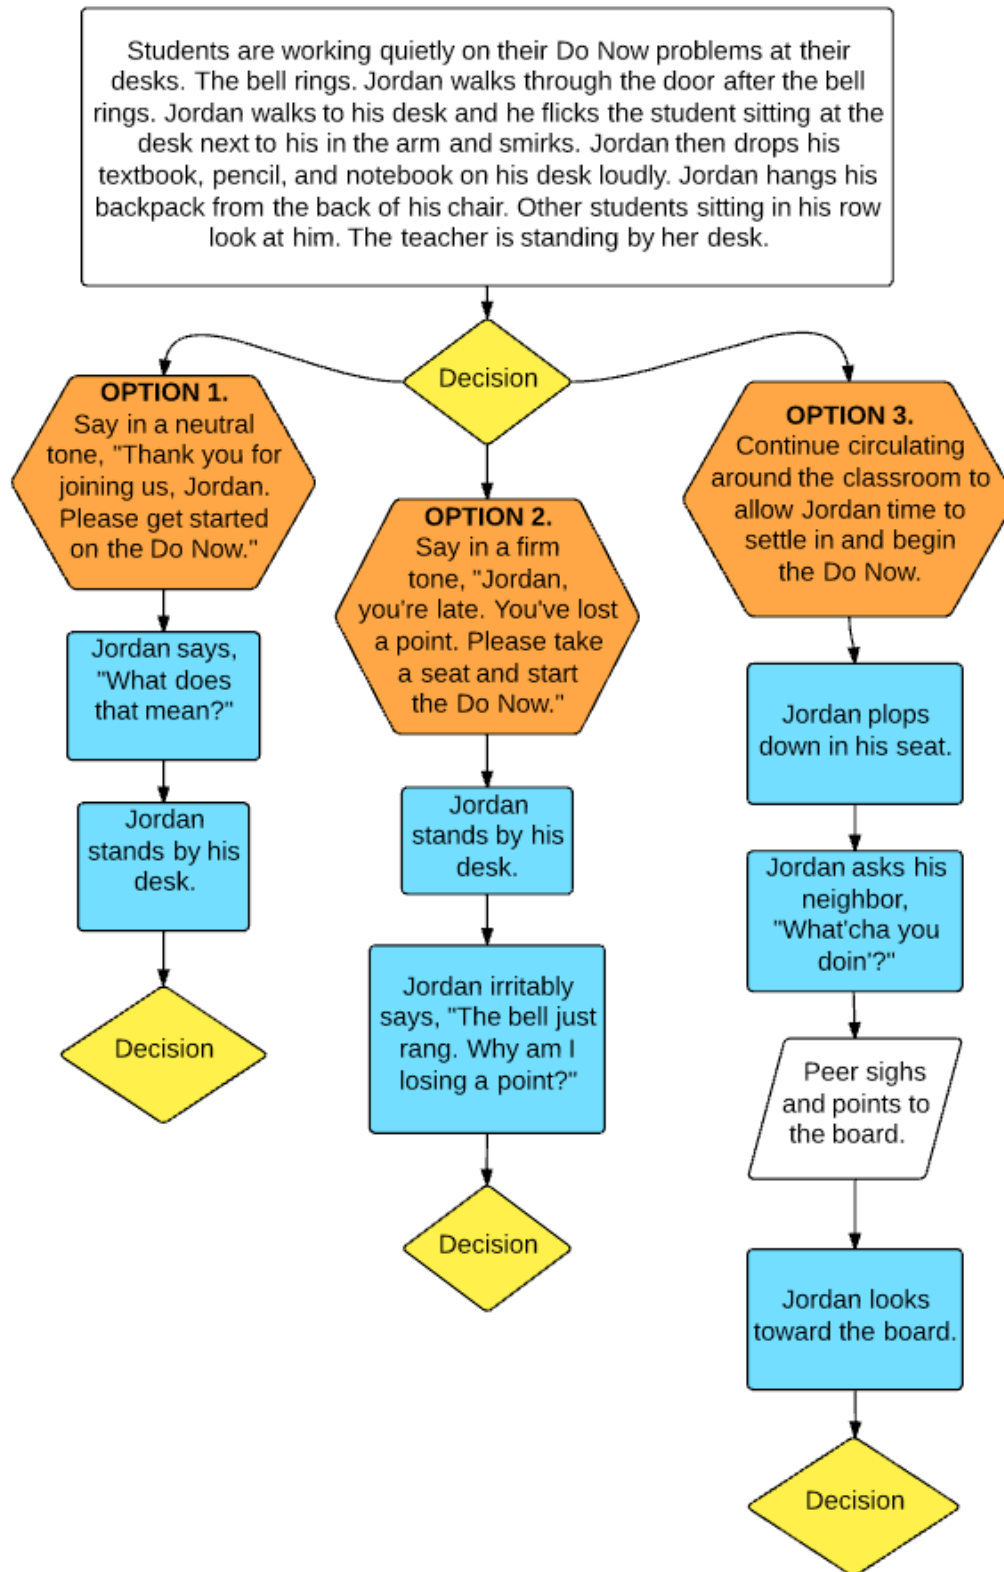 Students are working quietly on their Do Now problems at their
desks. The bell rings. Jordan walks through the door after the bell
rings. Jordan walks to his desk and he flicks the student sitting at the
desk next to his in the arm and smirks. Jordan then drops his
textbook, pencil, and notebook on his desk loudly. Jordan hangs his
backpack from the back of his chair. Other students sitting in his row
look at him. The teacher is standing by her desk.
Decision
OPTION 1.
Say in a neutral
tone, "Thank you for
joining us, Jordan.
Please get started
on the Do Now."
Jordan says,
"What does
that mean?"
Jordan
stands by his
desk.
Decision
OPTION 2.
Say in a firm
tone, "Jordan,
you're late. You've lost
a point. Please take
a seat and start
the Do Now."
Jordan
stands by his
desk.
Jordan irritably
says, "The bell just
rang. Why am I
losing a point?"
Decision
OPTION 3.
Continue circulating
around the classroom to
allow Jordan time to
settle in and begin
the Do Now.
Jordan plops
down in his seat.
Jordan asks his
neighbor,
"What'cha you
doin'?"
Peer sighs
and points to
the board.
Jordan looks
toward the board.
Decision